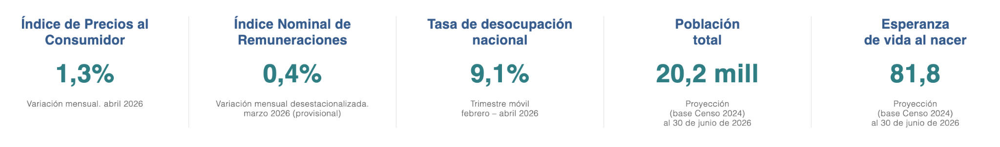 Índice de Precios al
Consumidor
1,3%
Variación mensual. abril 2026
Índice Nominal de
Remuneraciones
0,4%
Variación mensual desestacionalizada.
marzo 2026 (provisional)
Tasa de desocupación
nacional
9,1%
Trimestre móvil
febrero – abril 2026
Población
total
20,2 mill
Proyección
(base Censo 2024)
al 30 de junio de 2026
Esperanza
de vida al nacer
81,8
Proyección
(base Censo 2024)
al 30 de junio de 2026